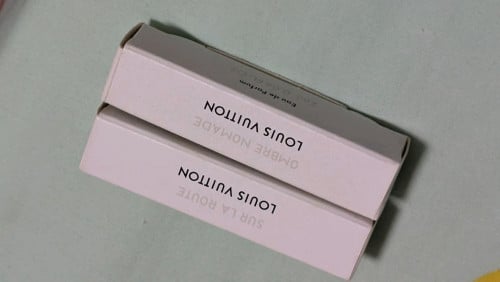 SUR LA ROUTE
LOUIS VUITTON
OMBRE NOMADE
LOUIS VUITTON
Eau de Parfum